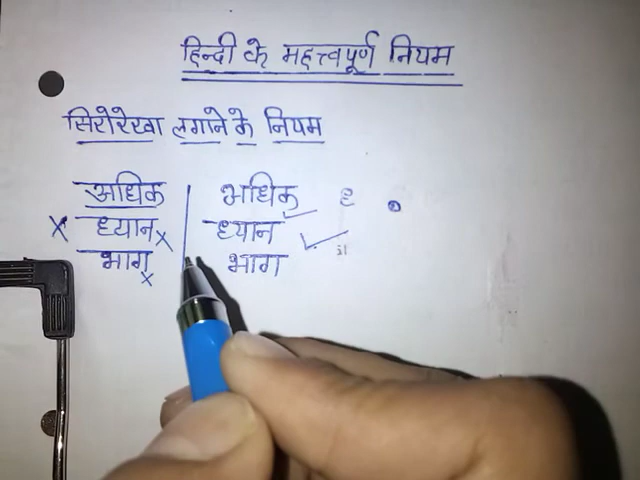 हिन्दी के महत्त्वपूर्ण नियम
सिरोरेखा लगाने के नियम
अधिक अधिक ध
ध्यान ध्यान
भाग भाग